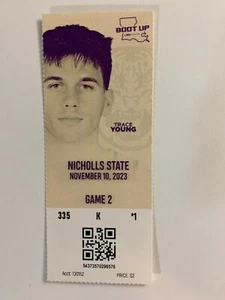 BOOT UP
TRACE
YOUNG
NICHOLLS STATE
NOVEMBER 10, 2023
GAME 2
335 K *1